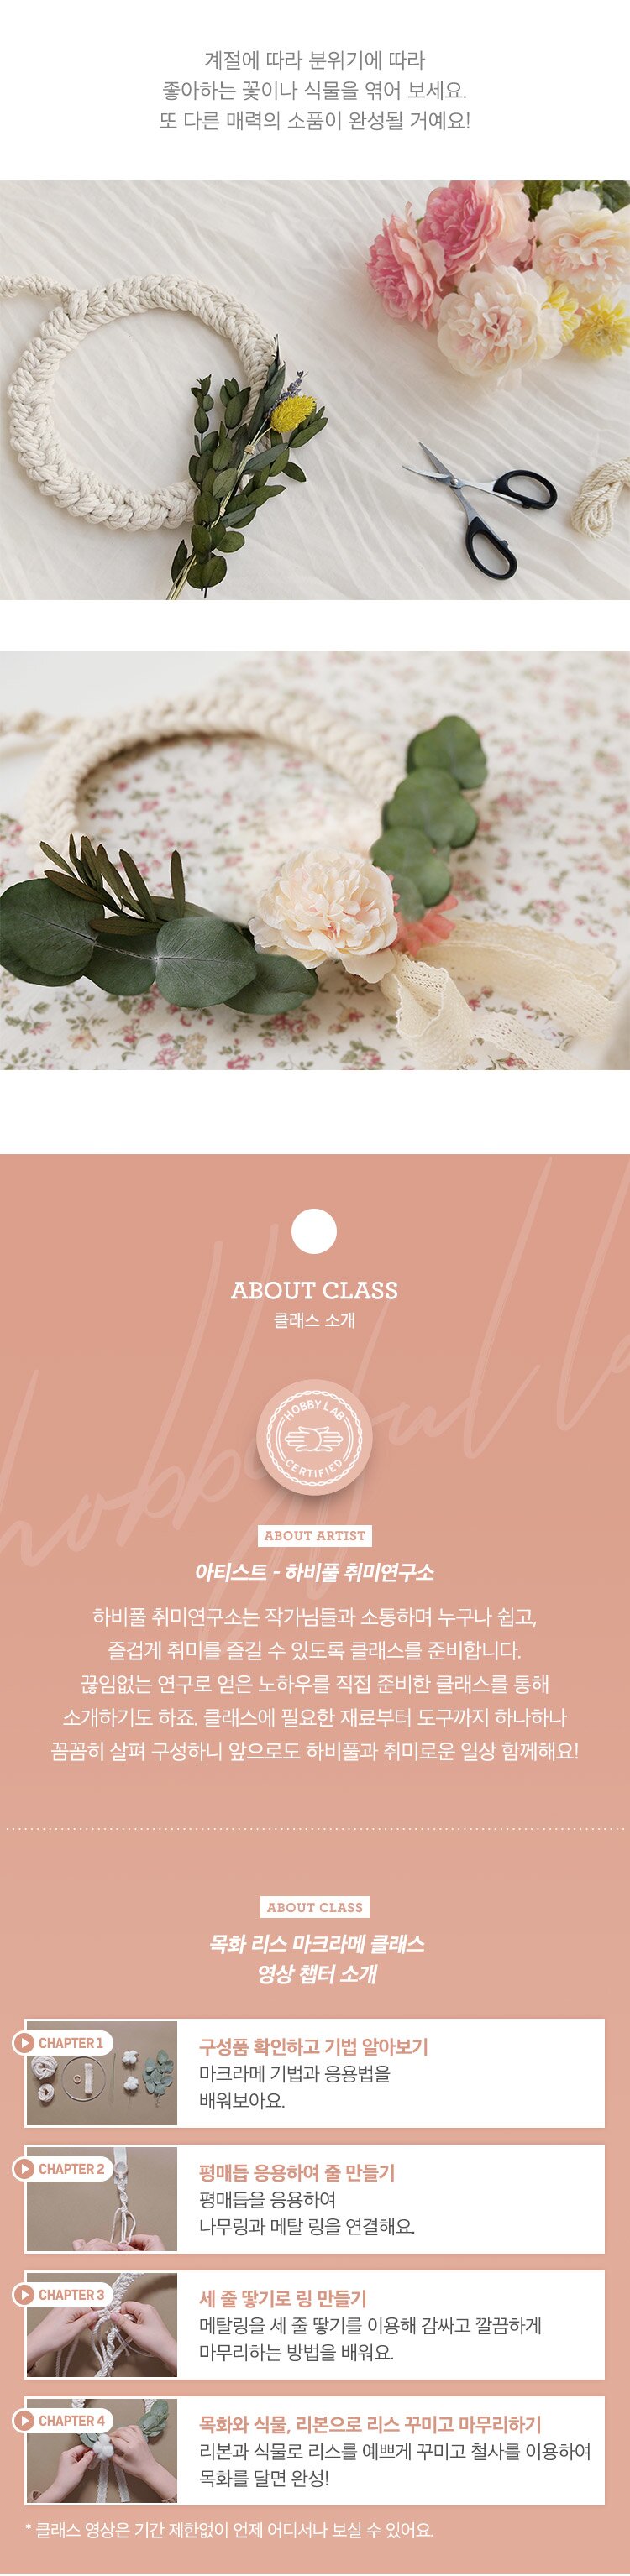 계절에 따라 분위기에 따라
좋아하는 꽃이나 식물을 엮어 보세요.
또 다른 매력의 소품이 완성될 거예요!
ABOUT CLASS
클래스 소개
HOBBY LAB
CERTIFIED
ABOUT ARTIST
아티스트 - 하비풀 취미연구소
하비풀 취미연구소는 작가님들과 소통하며 누구나 쉽고,
즐겁게 취미를 즐길 수 있도록 클래스를 준비합니다.
끊임없는 연구로 얻은 노하우를 직접 준비한 클래스를 통해
소개하기도 하죠. 클래스에 필요한 재료부터 도구까지 하나하나
꼼꼼히 살펴 구성하니 앞으로도 하비풀과 취미로운 일상 함께해요!
ABOUT CLASS
목화 리스 마크라메 클래스
영상 챕터 소개
CHAPTER 1
구성품 확인하고 기법 알아보기
마크라메 기법과 응용법을
배워보아요.
CHAPTER 2
평매듭 응용하여 줄 만들기
평매듭을 응용하여
나무링과 메탈 링을 연결해요.
CHAPTER 3
세 줄 땋기로 링 만들기
메탈링을 세 줄 땋기를 이용해 감싸고 깔끔하게
마무리하는 방법을 배워요.
CHAPTER 4
목화와 식물, 리본으로 리스 꾸미고 마무리하기
리본과 식물로 리스를 예쁘게 꾸미고 철사를 이용하여
목화를 달면 완성!
* 클래스 영상은 기간 제한없이 언제 어디서나 보실 수 있어요.